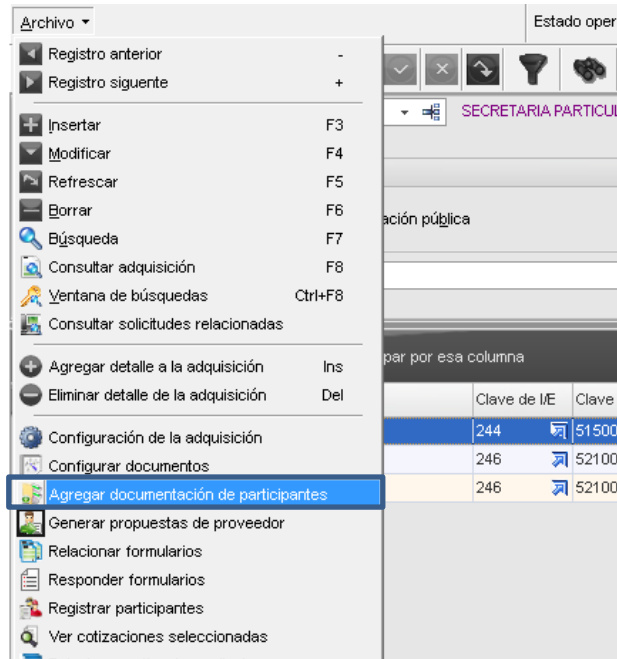 Archivo
Estado oper
Registro anterior -
Registro siguente +
SECRETARIA PARTICUL
Insertar F3
Modificar F4
Refrescar F5
Borrar F6
ación pública
Búsqueda F7
Consultar adquisición F8
Ventana de búsquedas Ctrl+F8
Consultar solicitudes relacionadas
par por esa columna
Agregar detalle a la adquisición Ins
Eliminar detalle de la adquisición Del
Clave de I/E Clave
244 51500
Configuración de la adquisición
246 52100
Configurar documentos
246 52100
Agregar documentación de participantes
Generar propuestas de proveedor
Relacionar formularios
Responder formularios
Registrar participantes
Ver cotizaciones seleccionadas